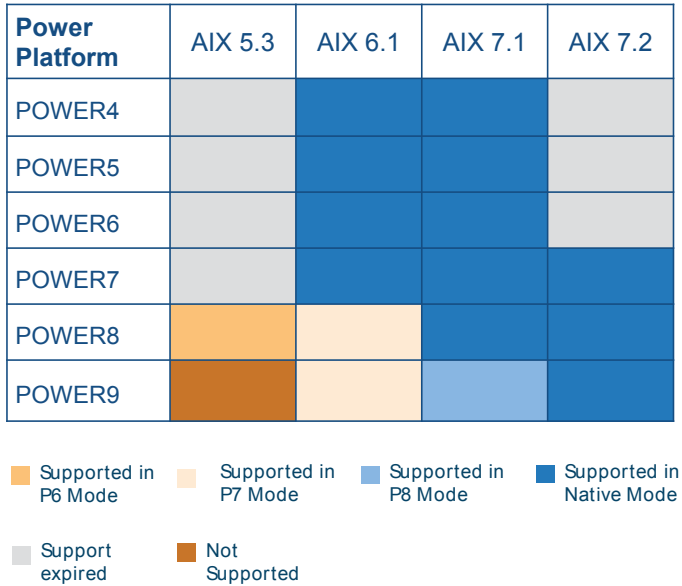 Power
Platform
AIX 5.3
AIX 6.1
AIX 7.1
AIX 7.2
POWER4
POWER5
POWER6
POWER7
POWER8
POWER9
Supported in
P6 Mode
Supported in
P7 Mode
Supported in
P8 Mode
Supported in
Native Mode
Support
expired
Not
Supported